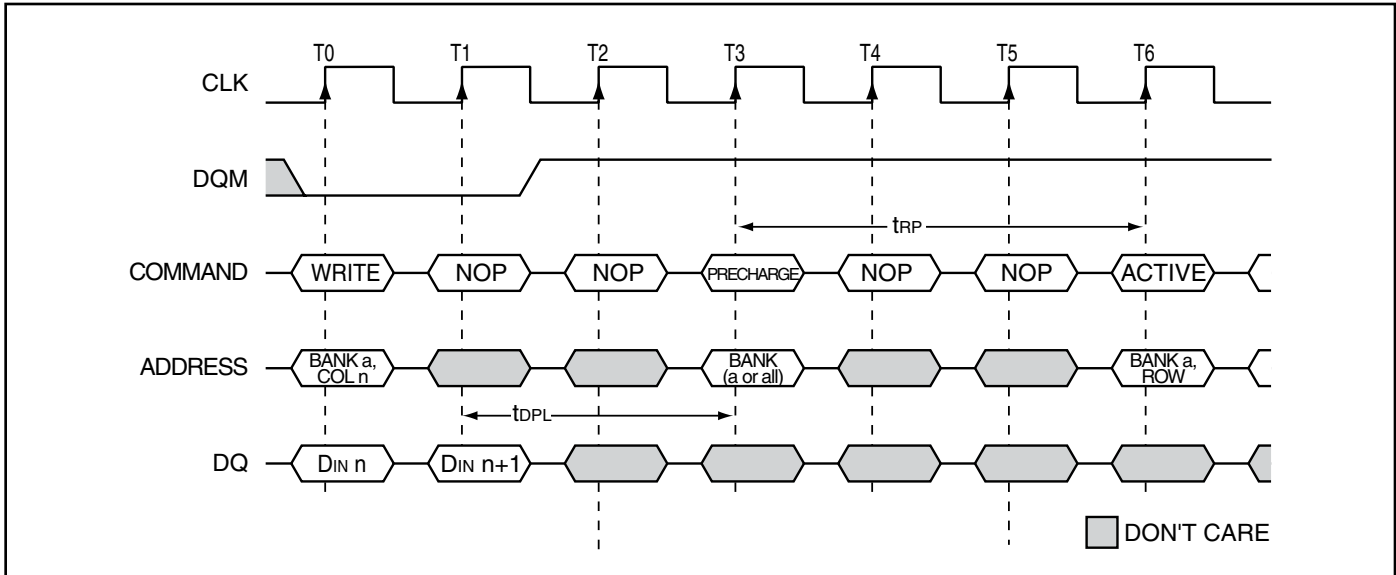 T0 T1 T2 T3 T4 T5 T6
CLK
DQM
tRP
COMMAND WRITE NOP NOP PRECHARGE NOP NOP ACTIVE
ADDRESS BANK a, COL n BANK (a or all) BANK a, ROW
tDPL
DQ DIN n DIN n+1
DON'T CARE